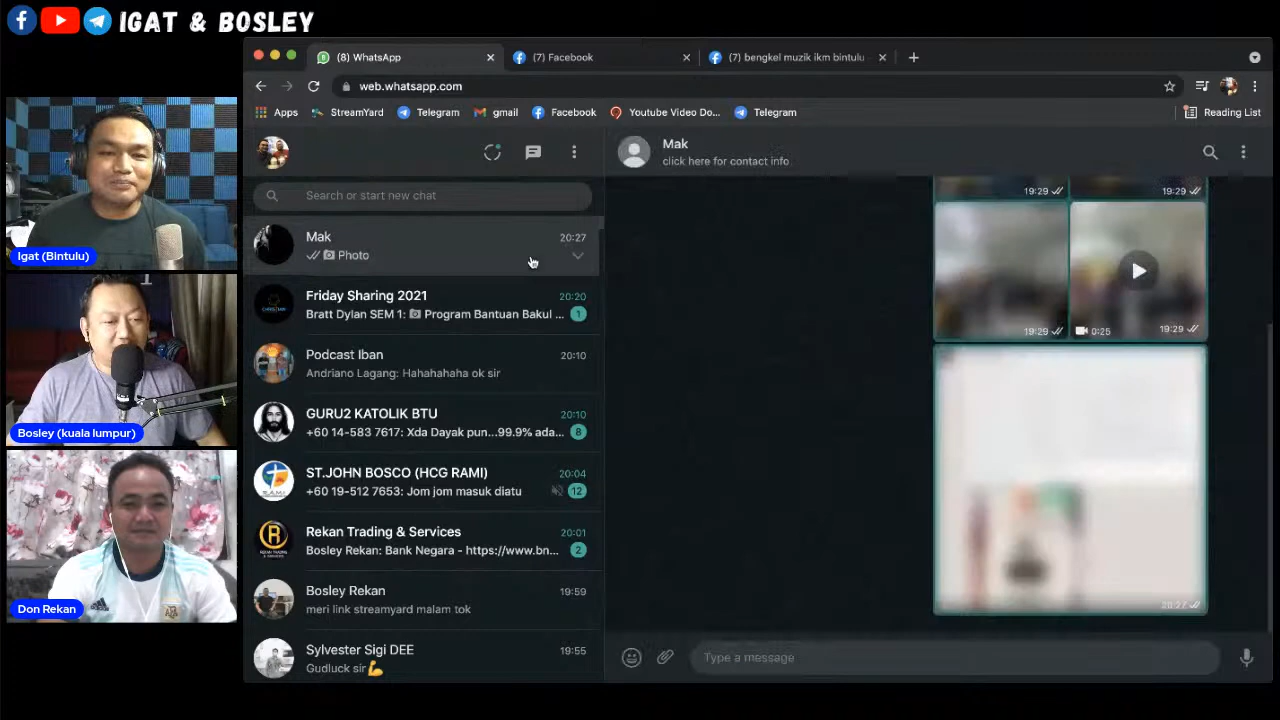 IGAT & BOSLEY
Igat (Bintulu)
Bosley (kuala lumpur)
Don Rekan
(8) WhatsApp
(7) Facebook
(7) bengkel muzik ikm bintulu
web.whatsapp.com
Apps
StreamYard
Telegram
gmail
Facebook
Youtube Video Do...
Telegram
Reading List
Search or start new chat
Mak
20:27
Photo
Friday Sharing 2021
20:20
Bratt Dylan SEM 1: Program Bantuan Bakul ...
1
Podcast Iban
20:10
Andriano Lagang: Hahahahaha ok sir
GURU2 KATOLIK BTU
20:10
+60 14-583 7617: Xda Dayak pun...99.9% ada...
8
ST.JOHN BOSCO (HCG RAMI)
20:04
+60 19-512 7653: Jom jom masuk diatu
12
Rekan Trading & Services
20:01
Bosley Rekan: Bank Negara - https://www.bn...
2
Bosley Rekan
19:59
meri link streamyard malam tok
Sylvester Sigi DEE
19:55
Gudluck sir💪
Mak
click here for contact info
19:29
19:29
19:29
0:25
19:29
20:27
Type a message